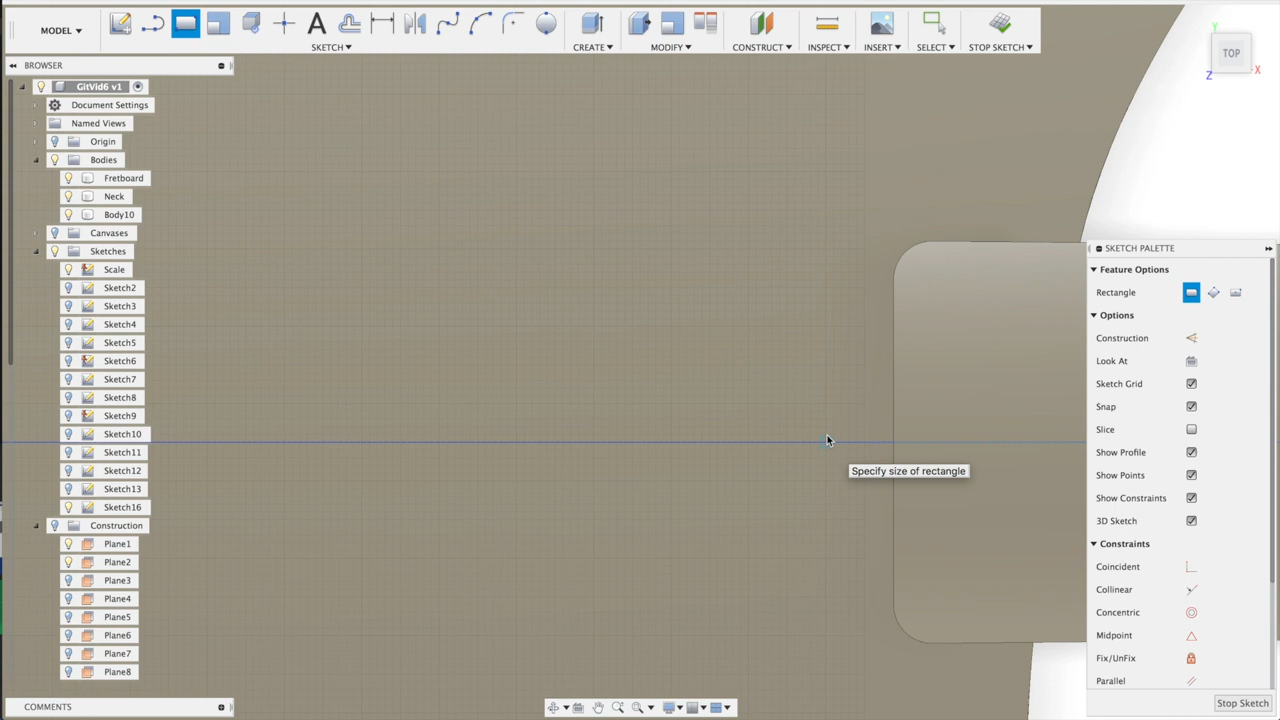 MODEL ▾
SKETCH ▾
CREATE ▾
MODIFY ▾
CONSTRUCT ▾
INSPECT ▾
INSERT ▾
SELECT ▾
STOP SKETCH ▾
Y
TOP
X
Z
BROWSER
GitVid6 v1
Document Settings
Named Views
Origin
Bodies
Fretboard
Neck
Body10
Canvases
Sketches
Scale
Sketch2
Sketch3
Sketch4
Sketch5
Sketch6
Sketch7
Sketch8
Sketch9
Sketch10
Sketch11
Sketch12
Sketch13
Sketch16
Construction
Plane1
Plane2
Plane3
Plane4
Plane5
Plane6
Plane7
Plane8
COMMENTS
Specify size of rectangle
SKETCH PALETTE
Feature Options
Rectangle
Options
Construction
Look At
Sketch Grid
Snap
Slice
Show Profile
Show Points
Show Constraints
3D Sketch
Constraints
Coincident
Collinear
Concentric
Midpoint
Fix/UnFix
Parallel
Stop Sketch